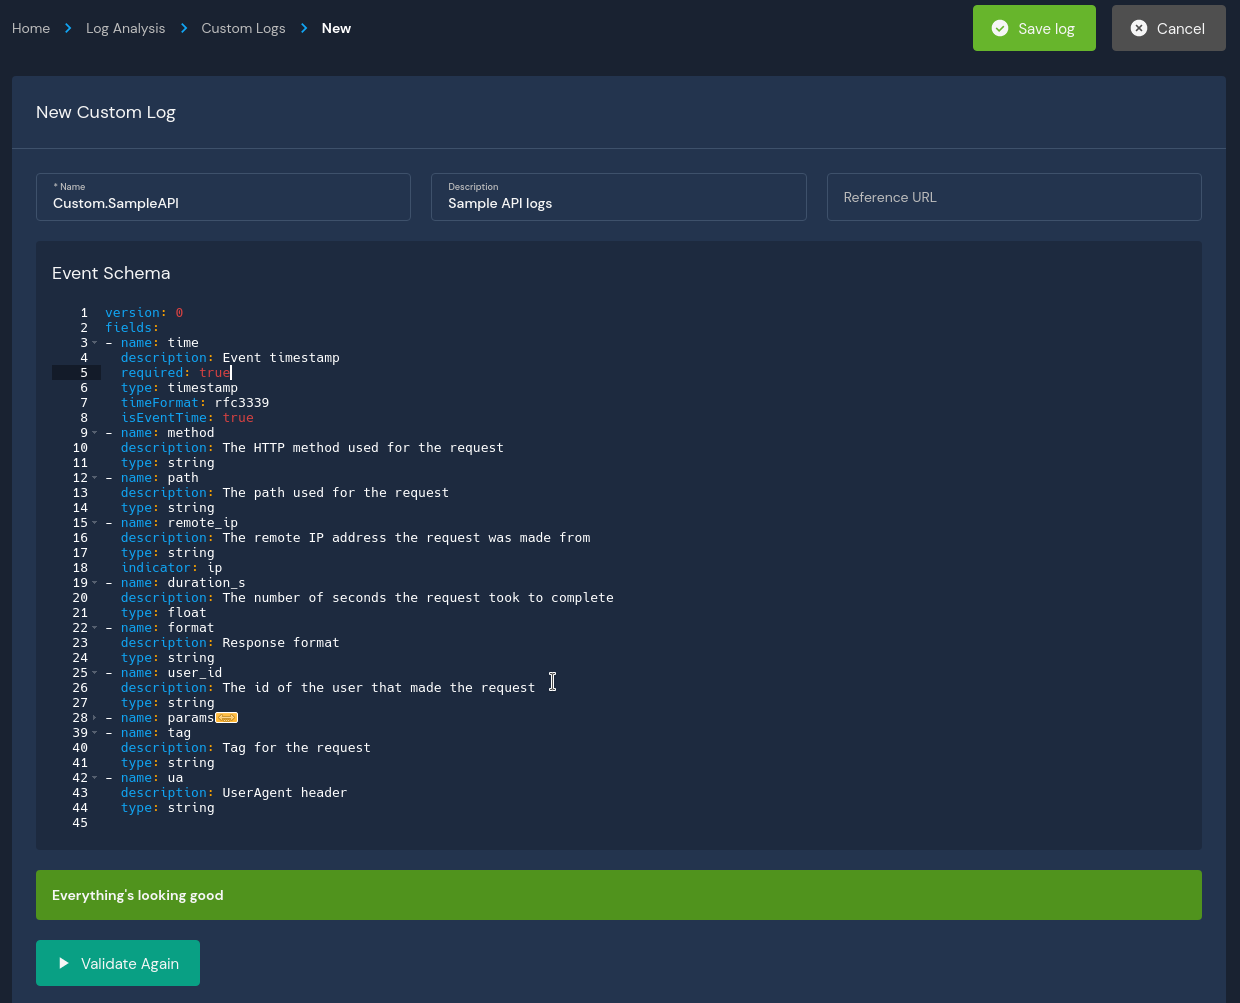 Home > Log Analysis > Custom Logs > New
Save log
Cancel
New Custom Log
* Name
Custom.SampleAPI
Description
Sample API logs
Reference URL
Event Schema
1 version: 0
2 fields:
3 - name: time
4   description: Event timestamp
5   required: true
6   type: timestamp
7   timeFormat: rfc3339
8   isEventTime: true
9 - name: method
10   description: The HTTP method used for the request
11   type: string
12 - name: path
13   description: The path used for the request
14   type: string
15 - name: remote_ip
16   description: The remote IP address the request was made from
17   type: string
18   indicator: ip
19 - name: duration_s
20   description: The number of seconds the request took to complete
21   type: float
22 - name: format
23   description: Response format
24   type: string
25 - name: user_id
26   description: The id of the user that made the request
27   type: string
28 - name: params
39 - name: tag
40   description: Tag for the request
41   type: string
42 - name: ua
43   description: UserAgent header
44   type: string
45
Everything's looking good
Validate Again